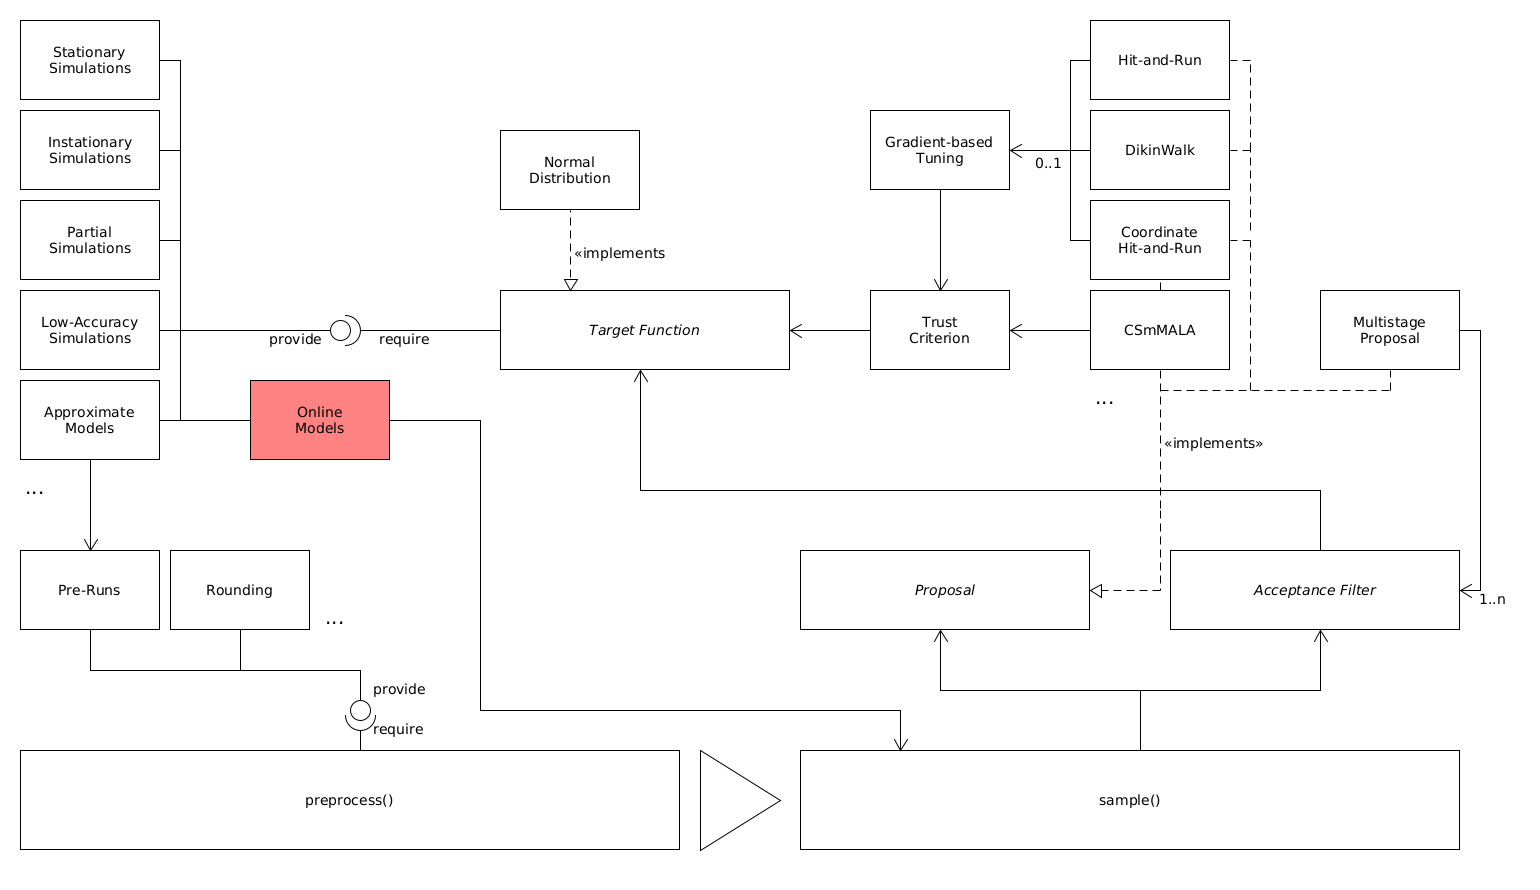 Stationary
Simulations
Hit-and-Run
Instationary
Simulations
Normal
Distribution
Gradient-based
Tuning
0..1
DikinWalk
Partial
Simulations
«implements
Coordinate
Hit-and-Run
Low-Accuracy
Simulations
provide
require
Target Function
Trust
Criterion
CSmMALA
Multistage
Proposal
Approximate
Models
Online
Models
...
«implements»
...
Pre-Runs
Rounding
...
Proposal
Acceptance Filter
1..n
provide
require
preprocess()
sample()